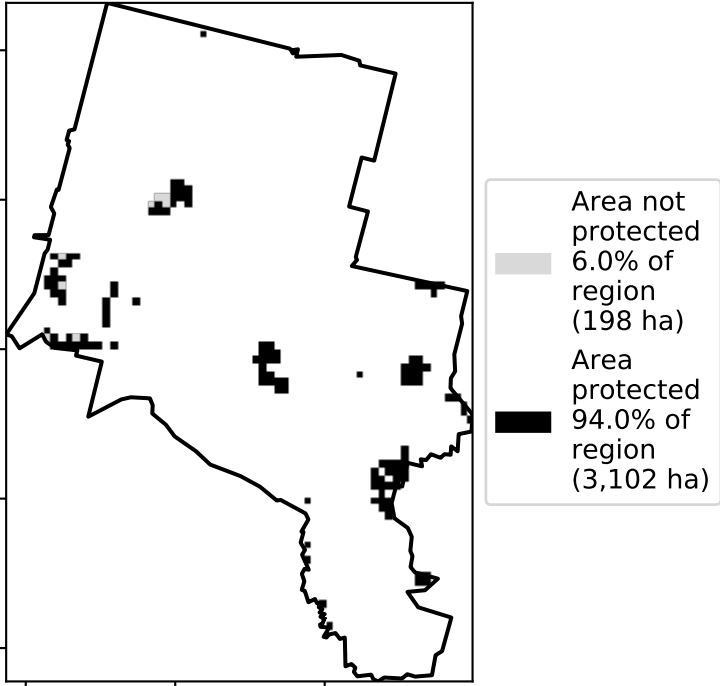 Area not
protected
6.0% of
region
(198 ha)
Area
protected
94.0% of
region
(3,102 ha)